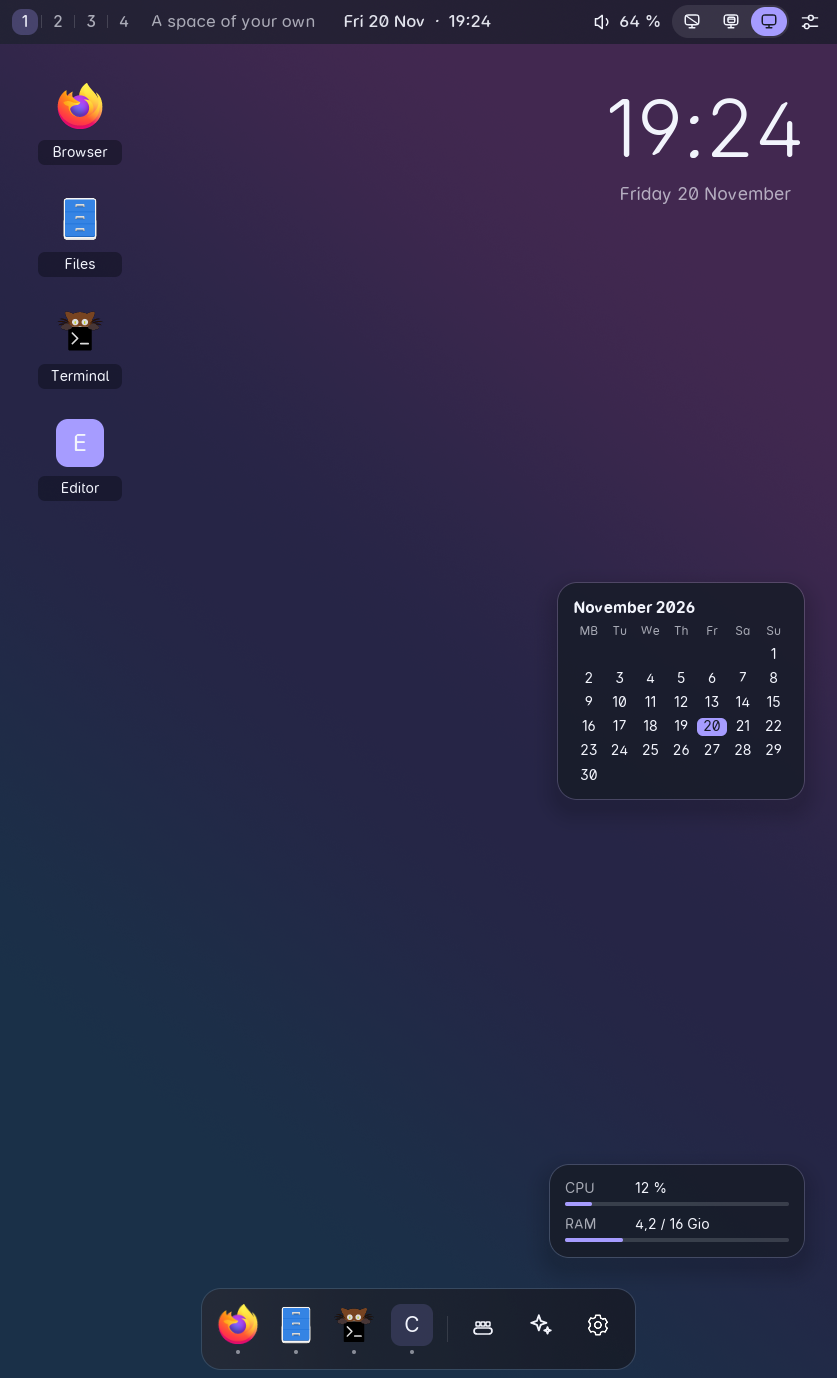 1 2 3 4 A space of your own Fri 20 Nov · 19:24 64 %
19:24
Friday 20 November
Browser
Files
Terminal
E
Editor
November 2026
MB Tu We Th Fr Sa Su
1
2 3 4 5 6 7 8
9 10 11 12 13 14 15
16 17 18 19 20 21 22
23 24 25 26 27 28 29
30
CPU 12 %
RAM 4,2 / 16 Gio
C